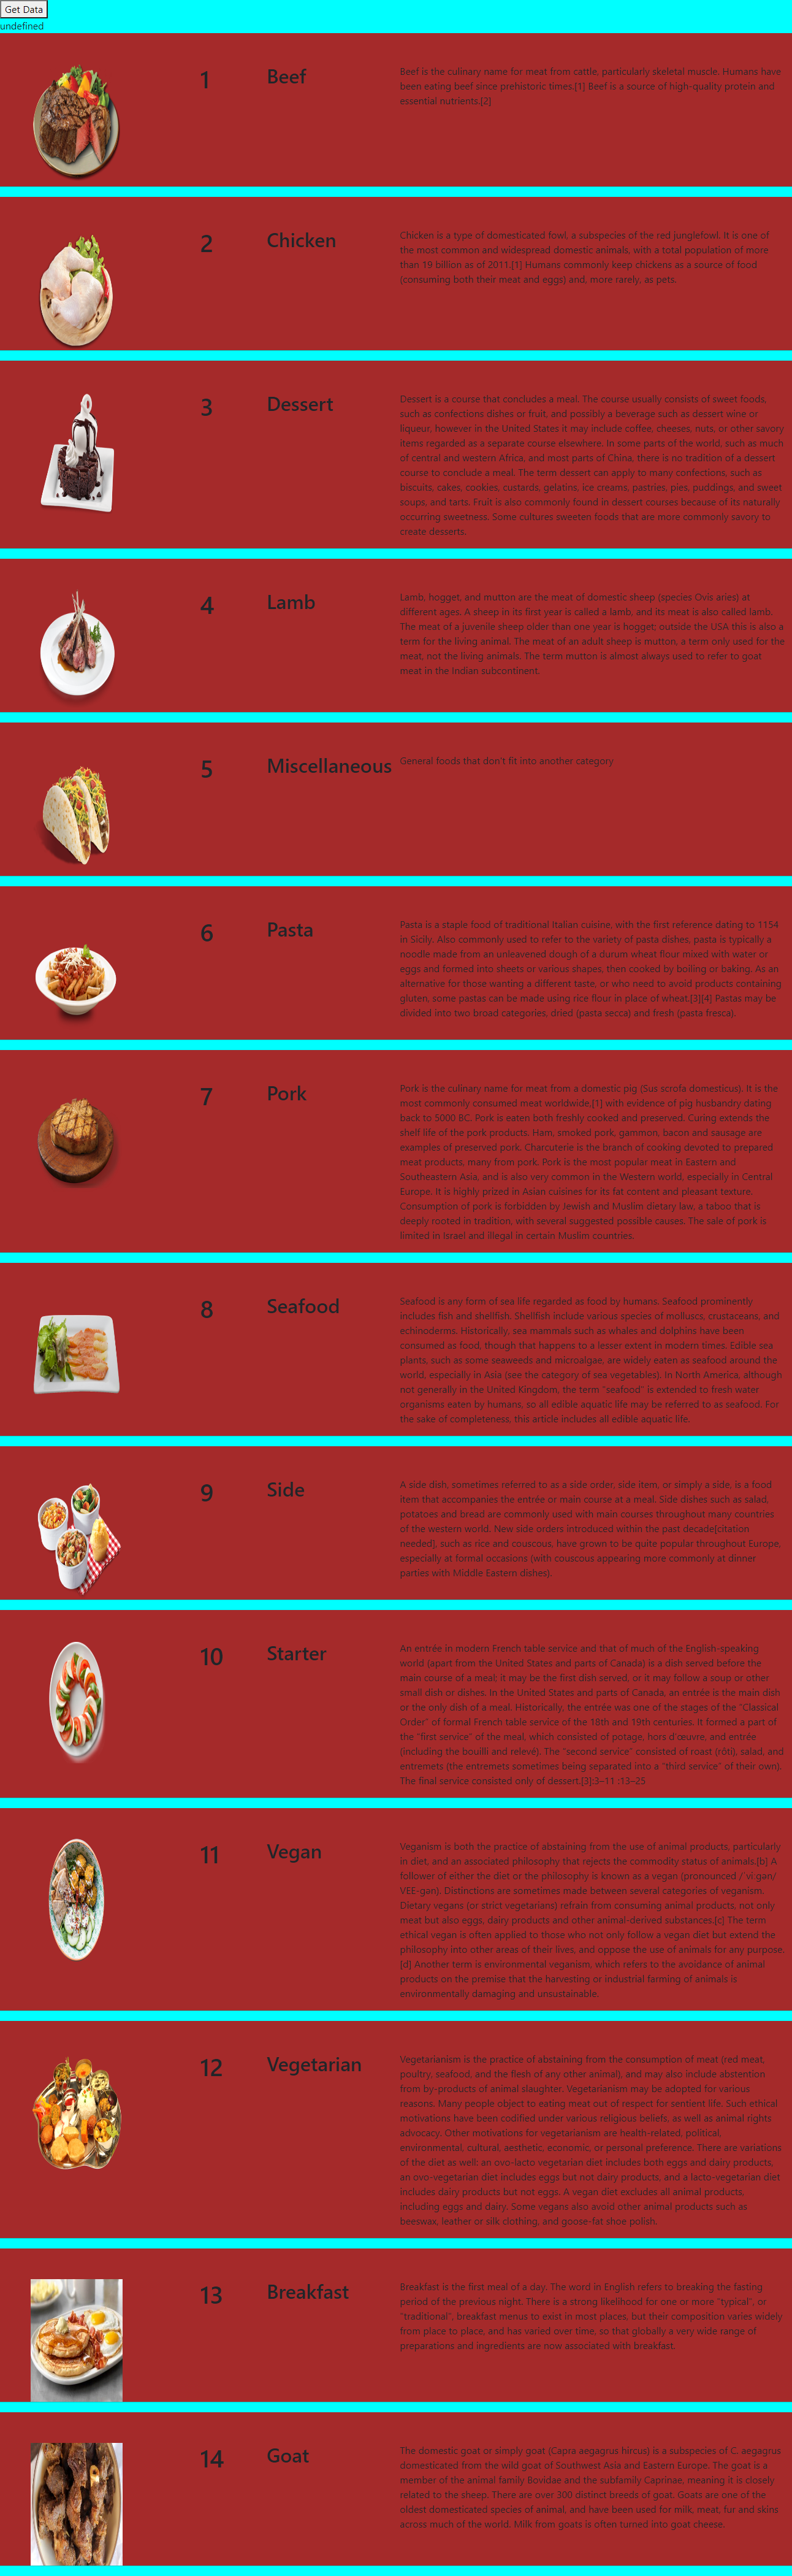 Get Data
undefined
1
Beef
Beef is the culinary name for meat from cattle, particularly skeletal muscle. Humans have
been eating beef since prehistoric times.[1] Beef is a source of high-quality protein and
essential nutrients.[2]
2
Chicken
Chicken is a type of domesticated fowl, a subspecies of the red junglefowl. It is one of
the most common and widespread domestic animals, with a total population of more
than 19 billion as of 2011.[1] Humans commonly keep chickens as a source of food
(consuming both their meat and eggs) and, more rarely, as pets.
3
Dessert
Dessert is a course that concludes a meal. The course usually consists of sweet foods,
such as confections dishes or fruit, and possibly a beverage such as dessert wine or
liqueur, however in the United States it may include coffee, cheeses, nuts, or other savory
items regarded as a separate course elsewhere. In some parts of the world, such as much
of central and western Africa, and most parts of China, there is no tradition of a dessert
course to conclude a meal. The term dessert can apply to many confections, such as
biscuits, cakes, cookies, custards, gelatins, ice creams, pastries, pies, puddings, and sweet
soups, and tarts. Fruit is also commonly found in dessert courses because of its naturally
occurring sweetness. Some cultures sweeten foods that are more commonly savory to
create desserts.
4
Lamb
Lamb, hogget, and mutton are the meat of domestic sheep (species Ovis aries) at
different ages. A sheep in its first year is called a lamb, and its meat is also called lamb.
The meat of a juvenile sheep older than one year is hogget; outside the USA this is also a
term for the living animal. The meat of an adult sheep is mutton, a term only used for the
meat, not the living animals. The term mutton is almost always used to refer to goat
meat in the Indian subcontinent.
5
Miscellaneous
General foods that don't fit into another category
6
Pasta
Pasta is a staple food of traditional Italian cuisine, with the first reference dating to 1154
in Sicily. Also commonly used to refer to the variety of pasta dishes, pasta is typically a
noodle made from an unleavened dough of a durum wheat flour mixed with water or
eggs and formed into sheets or various shapes, then cooked by boiling or baking. As an
alternative for those wanting a different taste, or who need to avoid products containing
gluten, some pastas can be made using rice flour in place of wheat.[3][4] Pastas may be
divided into two broad categories, dried (pasta secca) and fresh (pasta fresca).
7
Pork
Pork is the culinary name for meat from a domestic pig (Sus scrofa domesticus). It is the
most commonly consumed meat worldwide,[1] with evidence of pig husbandry dating
back to 5000 BC. Pork is eaten both freshly cooked and preserved. Curing extends the
shelf life of the pork products. Ham, smoked pork, gammon, bacon and sausage are
examples of preserved pork. Charcuterie is the branch of cooking devoted to prepared
meat products, many from pork. Pork is the most popular meat in Eastern and
Southeastern Asia, and is also very common in the Western world, especially in Central
Europe. It is highly prized in Asian cuisines for its fat content and pleasant texture.
Consumption of pork is forbidden by Jewish and Muslim dietary law, a taboo that is
deeply rooted in tradition, with several suggested possible causes. The sale of pork is
limited in Israel and illegal in certain Muslim countries.
8
Seafood
Seafood is any form of sea life regarded as food by humans. Seafood prominently
includes fish and shellfish. Shellfish include various species of molluscs, crustaceans, and
echinoderms. Historically, sea mammals such as whales and dolphins have been
consumed as food, though that happens to a lesser extent in modern times. Edible sea
plants, such as some seaweeds and microalgae, are widely eaten as seafood around the
world, especially in Asia (see the category of sea vegetables). In North America, although
not generally in the United Kingdom, the term "seafood" is extended to fresh water
organisms eaten by humans, so all edible aquatic life may be referred to as seafood. For
the sake of completeness, this article includes all edible aquatic life.
9
Side
A side dish, sometimes referred to as a side order, side item, or simply a side, is a food
item that accompanies the entrée or main course at a meal. Side dishes such as salad,
potatoes and bread are commonly used with main courses throughout many countries
of the western world. New side orders introduced within the past decade[citation
needed], such as rice and couscous, have grown to be quite popular throughout Europe,
especially at formal occasions (with couscous appearing more commonly at dinner
parties with Middle Eastern dishes).
10
Starter
An entrée in modern French table service and that of much of the English-speaking
world (apart from the United States and parts of Canada) is a dish served before the
main course of a meal; it may be the first dish served, or it may follow a soup or other
small dish or dishes. In the United States and parts of Canada, an entrée is the main dish
or the only dish of a meal. Historically, the entrée was one of the stages of the "Classical
Order" of formal French table service of the 18th and 19th centuries. It formed a part of
the "first service" of the meal, which consisted of potage, hors d'œuvre, and entrée
(including the bouilli and relevé). The "second service" consisted of roast (rôti), salad, and
entremets (the entremets sometimes being separated into a "third service" of their own).
The final service consisted only of dessert.[3]:3–11 :13–25
11
Vegan
Veganism is both the practice of abstaining from the use of animal products, particularly
in diet, and an associated philosophy that rejects the commodity status of animals.[b] A
follower of either the diet or the philosophy is known as a vegan (pronounced /ˈviːɡən/
VEE-gən). Distinctions are sometimes made between several categories of veganism.
Dietary vegans (or strict vegetarians) refrain from consuming animal products, not only
meat but also eggs, dairy products and other animal-derived substances.[c] The term
ethical vegan is often applied to those who not only follow a vegan diet but extend the
philosophy into other areas of their lives, and oppose the use of animals for any purpose.
[d] Another term is environmental veganism, which refers to the avoidance of animal
products on the premise that the harvesting or industrial farming of animals is
environmentally damaging and unsustainable.
12
Vegetarian
Vegetarianism is the practice of abstaining from the consumption of meat (red meat,
poultry, seafood, and the flesh of any other animal), and may also include abstention
from by-products of animal slaughter. Vegetarianism may be adopted for various
reasons. Many people object to eating meat out of respect for sentient life. Such ethical
motivations have been codified under various religious beliefs, as well as animal rights
advocacy. Other motivations for vegetarianism are health-related, political,
environmental, cultural, aesthetic, economic, or personal preference. There are variations
of the diet as well: an ovo-lacto vegetarian diet includes both eggs and dairy products,
an ovo-vegetarian diet includes eggs but not dairy products, and a lacto-vegetarian diet
includes dairy products but not eggs. A vegan diet excludes all animal products,
including eggs and dairy. Some vegans also avoid other animal products such as
beeswax, leather or silk clothing, and goose-fat shoe polish.
13
Breakfast
Breakfast is the first meal of a day. The word in English refers to breaking the fasting
period of the previous night. There is a strong likelihood for one or more "typical", or
"traditional", breakfast menus to exist in most places, but their composition varies widely
from place to place, and has varied over time, so that globally a very wide range of
preparations and ingredients are now associated with breakfast.
14
Goat
The domestic goat or simply goat (Capra aegagrus hircus) is a subspecies of C. aegagrus
domesticated from the wild goat of Southwest Asia and Eastern Europe. The goat is a
member of the animal family Bovidae and the subfamily Caprinae, meaning it is closely
related to the sheep. There are over 300 distinct breeds of goat. Goats are one of the
oldest domesticated species of animal, and have been used for milk, meat, fur and skins
across much of the world. Milk from goats is often turned into goat cheese.